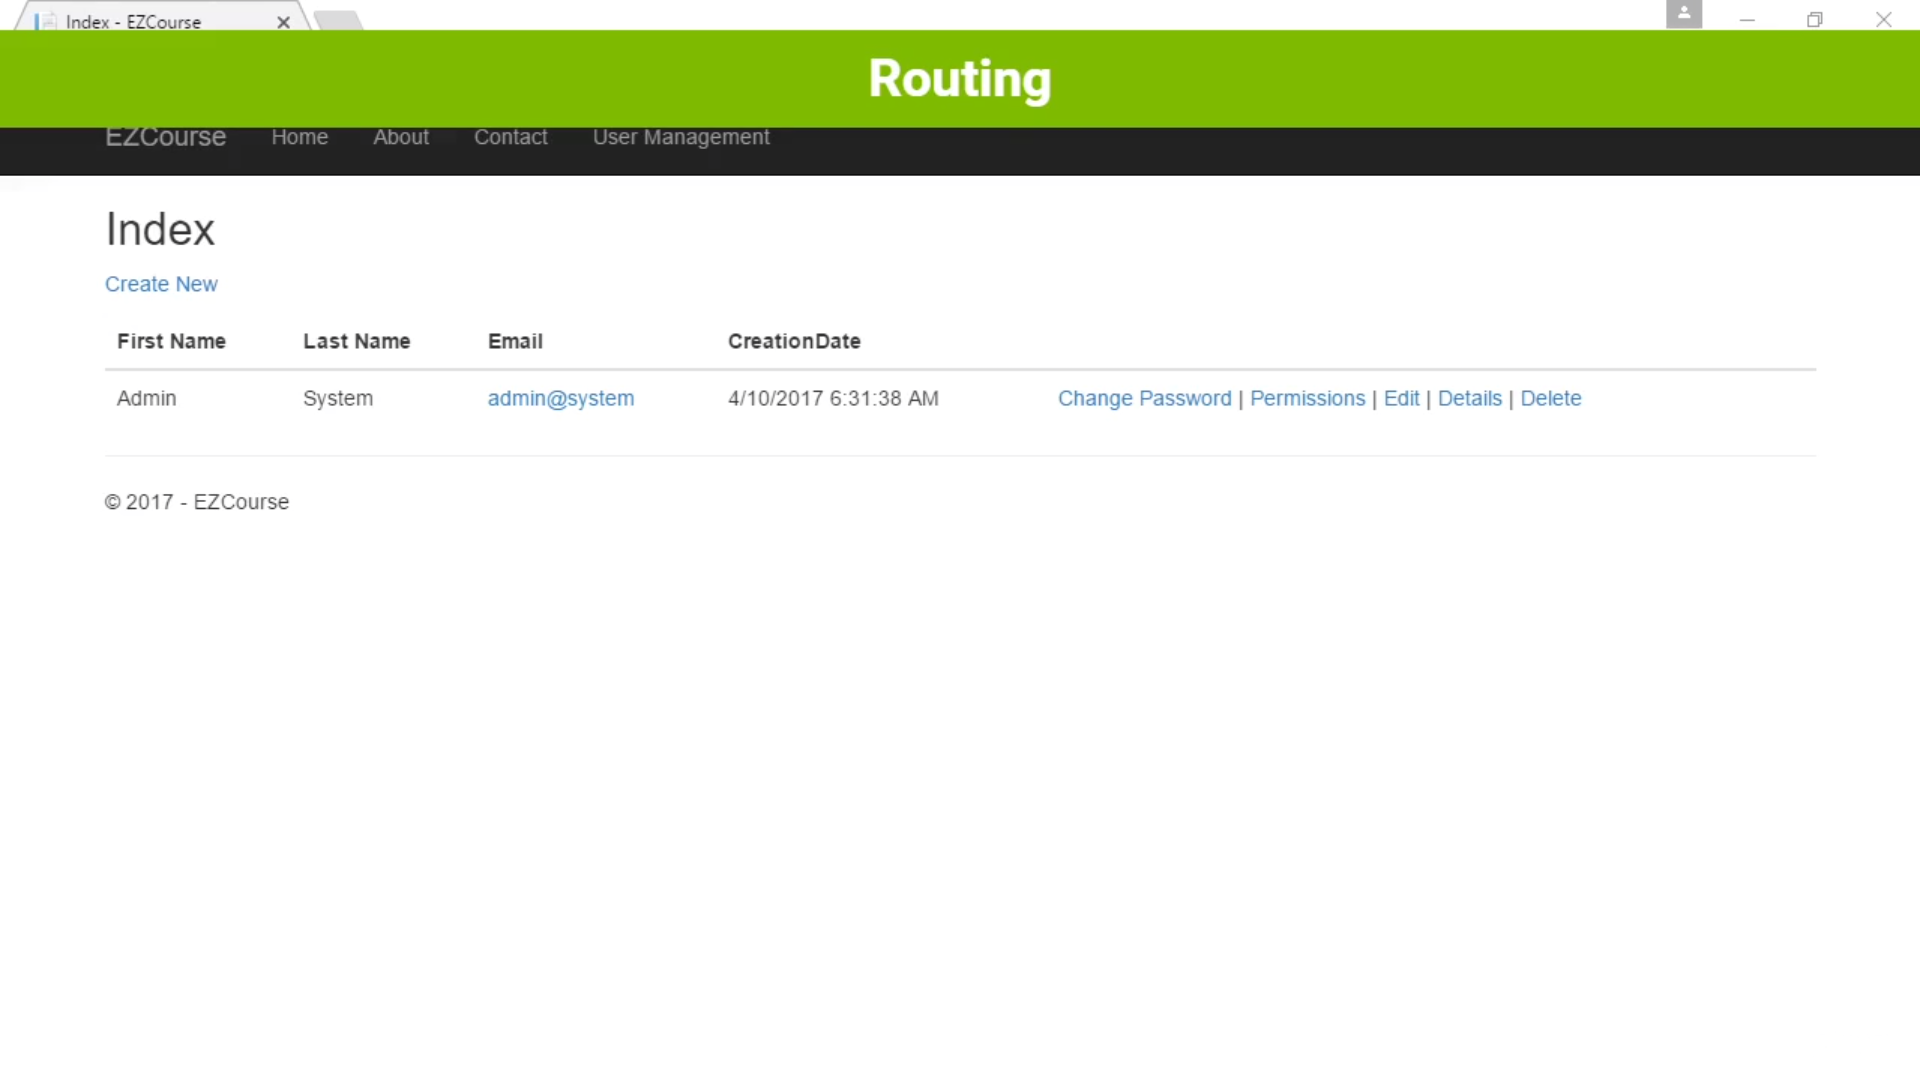 Index - EZCourse
Routing
EZCourse Home About Contact User Management
Index
Create New
First Name Last Name Email CreationDate
Admin System admin@system 4/10/2017 6:31:38 AM Change Password | Permissions | Edit | Details | Delete
© 2017 - EZCourse